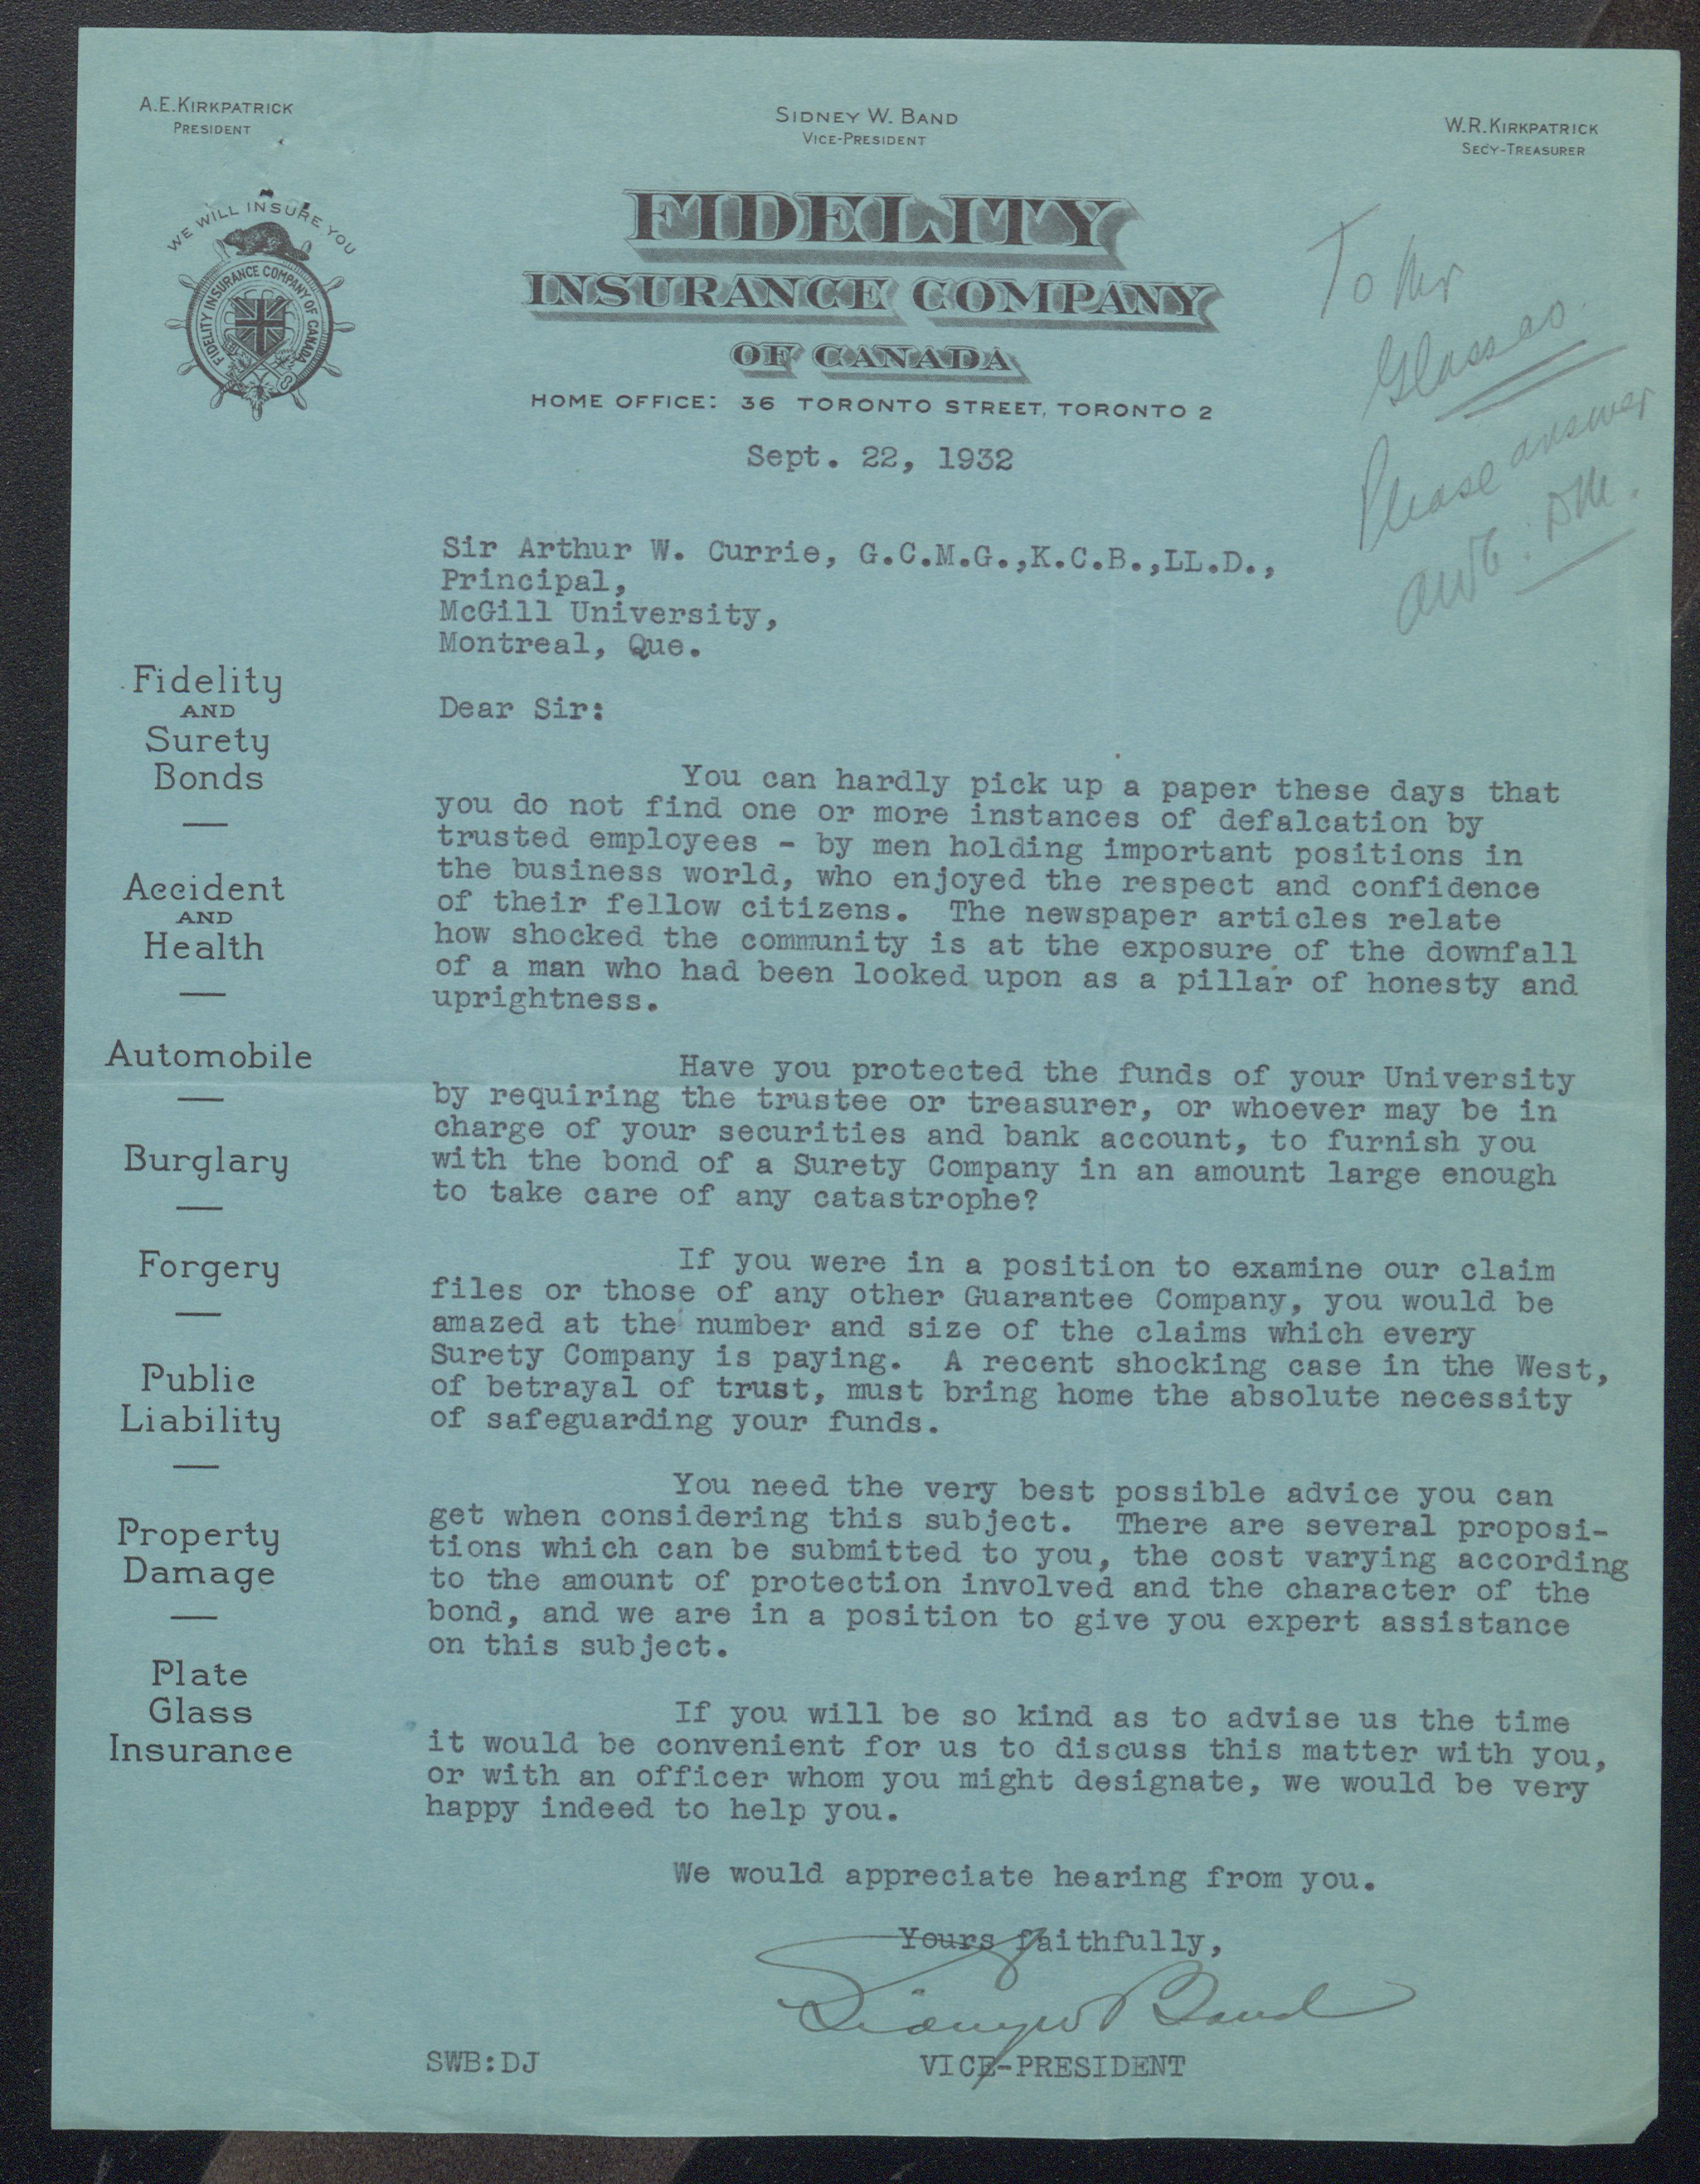 A.E. KIRKPATRICK
PRESIDENT
SIDNEY W. BAND
VICE-PRESIDENT
W.R. KIRKPATRICK
SECY-TREASURER
WE WILL INSURE YOU
FIDELITY INSURANCE COMPANY OF CANADA
FIDELITY
INSURANCE COMPANY
OF CANADA
HOME OFFICE: 36 TORONTO STREET, TORONTO 2
To Mr
Glassco
Please answer
Sept. 22, 1932
Sir Arthur W. Currie, G.C.M.G.,K.C.B.,LL.D.,
Principal,
McGill University,
Montreal, Que.
Dear Sir:
You can hardly pick up a paper these days that
you do not find one or more instances of defalcation by
trusted employees - by men holding important positions in
the business world, who enjoyed the respect and confidence
of their fellow citizens. The newspaper articles relate
how shocked the community is at the exposure of the downfall
of a man who had been looked upon as a pillar of honesty and
uprightness.
Have you protected the funds of your University
by requiring the trustee or treasurer, or whoever may be in
charge of your securities and bank account, to furnish you
with the bond of a Surety Company in an amount large enough
to take care of any catastrophe?
If you were in a position to examine our claim
files or those of any other Guarantee Company, you would be
amazed at the number and size of the claims which every
Surety Company is paying. A recent shocking case in the West,
of betrayal of trust, must bring home the absolute necessity
of safeguarding your funds.
You need the very best possible advice you can
get when considering this subject. There are several proposi-
tions which can be submitted to you, the cost varying according
to the amount of protection involved and the character of the
bond, and we are in a position to give you expert assistance
on this subject.
If you will be so kind as to advise us the time
it would be convenient for us to discuss this matter with you,
or with an officer whom you might designate, we would be very
happy indeed to help you.
We would appreciate hearing from you.
Yours faithfully,
Sidney W Band
SWB:DJ
VICE-PRESIDENT
Fidelity
AND
Surety
Bonds
Accident
AND
Health
Automobile
Burglary
Forgery
Public
Liability
Property
Damage
Plate
Glass
Insurance